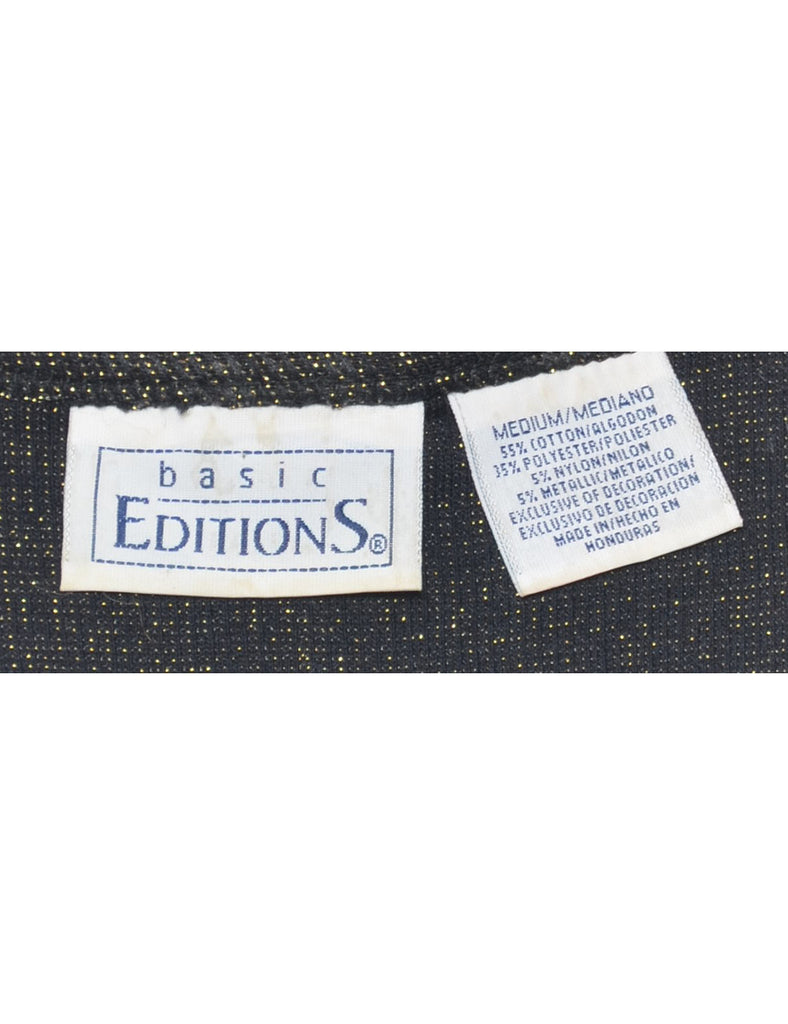 basic
EDITIONS®
MEDIUM/MEDIANO
55% COTTON/ALGODON
35% POLYESTER/POLIESTER
5% NYLON/NILON
5% METALLIC/METALICO
EXCLUSIVE OF DECORATION/
EXCLUSIVO DE DECORACION
MADE IN/HECHO EN
HONDURAS